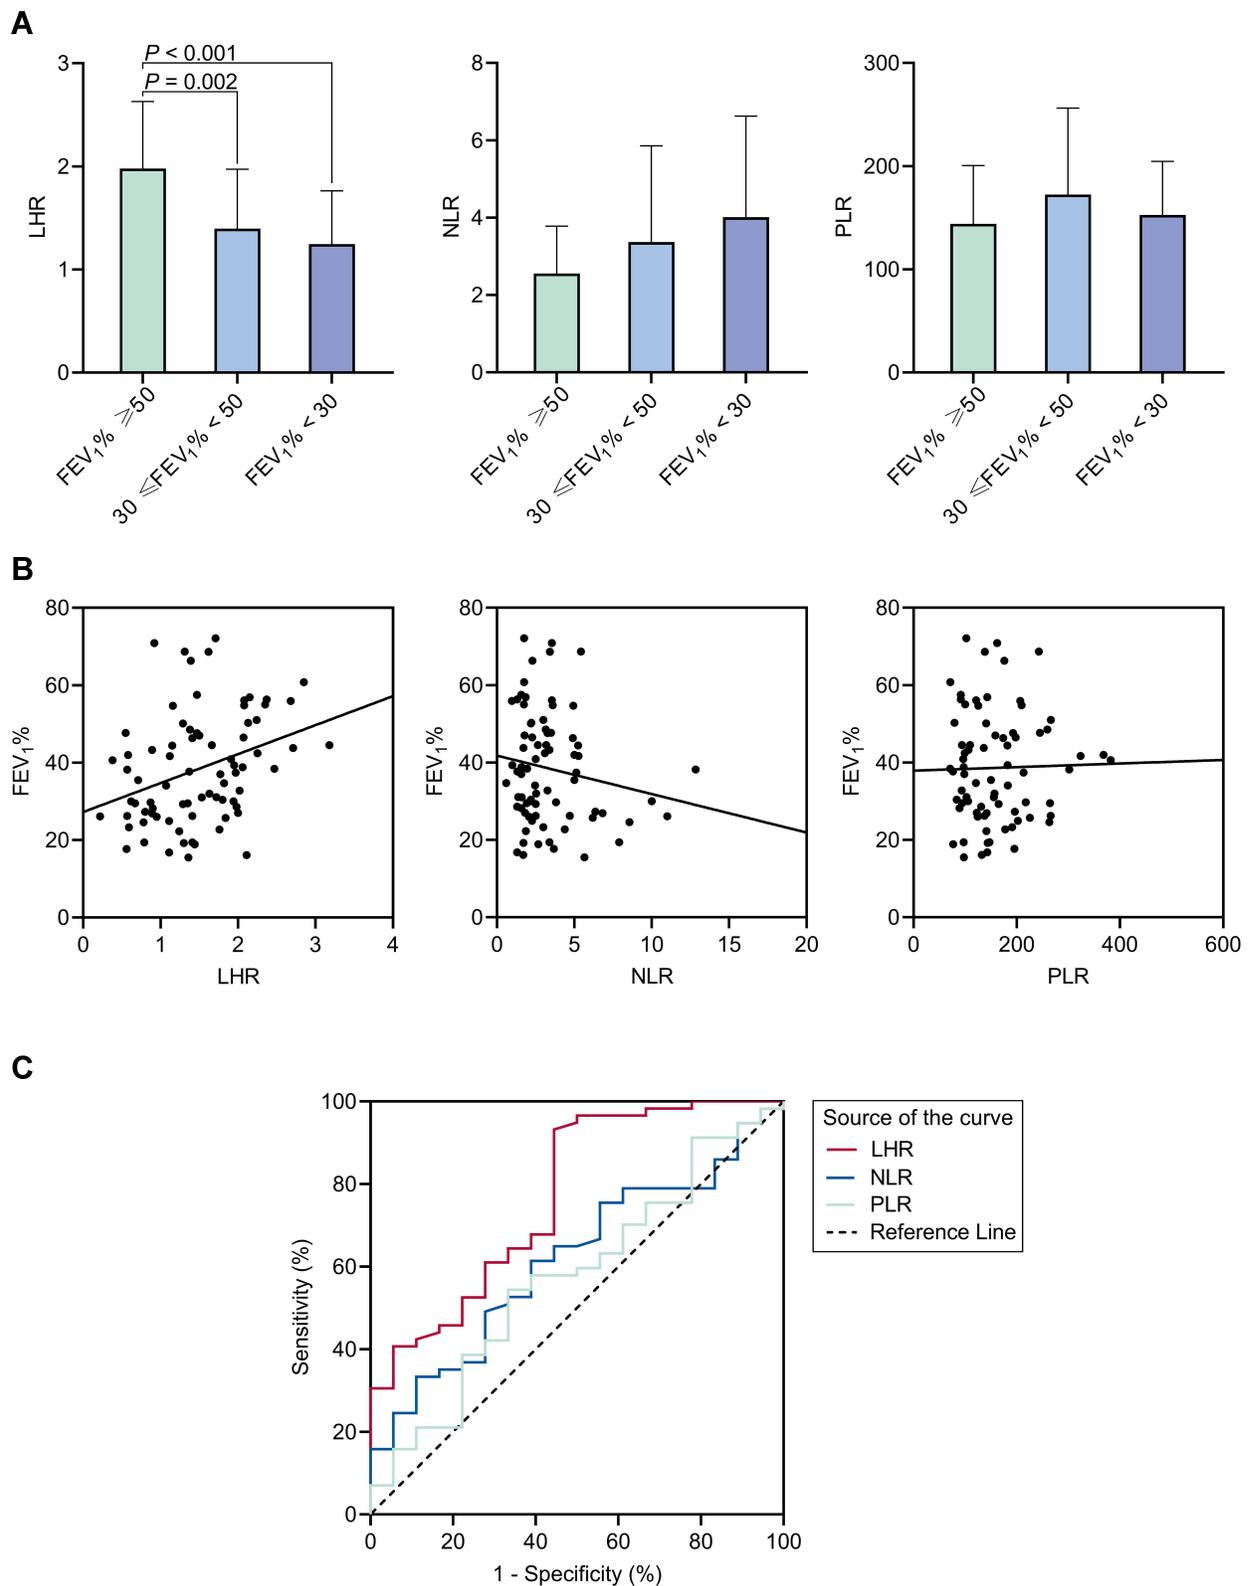 A
P < 0.001
P = 0.002
3
2
1
0
LHR
FEV1% ⩾50
30 ⩽FEV1% < 50
FEV1% < 30
8
6
4
2
0
NLR
FEV1% ⩾50
30 ⩽FEV1% < 50
FEV1% < 30
300
200
100
0
PLR
FEV1% ⩾50
30 ⩽FEV1% < 50
FEV1% < 30
B
80
60
40
20
0
FEV1%
0 1 2 3 4
LHR
80
60
40
20
0
FEV1%
0 5 10 15 20
NLR
80
60
40
20
0
FEV1%
0 200 400 600
PLR
C
100
80
60
40
20
0
Sensitivity (%)
0 20 40 60 80 100
1 - Specificity (%)
Source of the curve
LHR
NLR
PLR
Reference Line